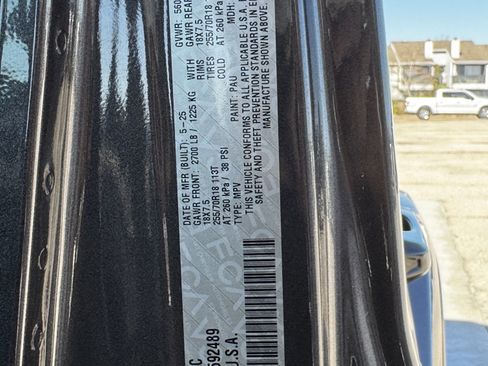 DATE OF MFR (BUILT): 5-25 GVWR: 560
GAWR FRONT: 2700 LB / 1225 KG WITH GAWR REAR
18X7.5 RIMS 18X7.5
255/70R18 113T TIRES 255/70R18
AT 260 kPa / 38 PSI COLD AT 260 kPa
MDH:
TYPE: MPV PAINT: PAU
THIS VEHICLE CONFORMS TO ALL APPLICABLE U.S.A.
SAFETY AND THEFT PREVENTION STANDARDS IN E
MANUFACTURE SHOWN ABOVE.
C
592489
U.S.A.